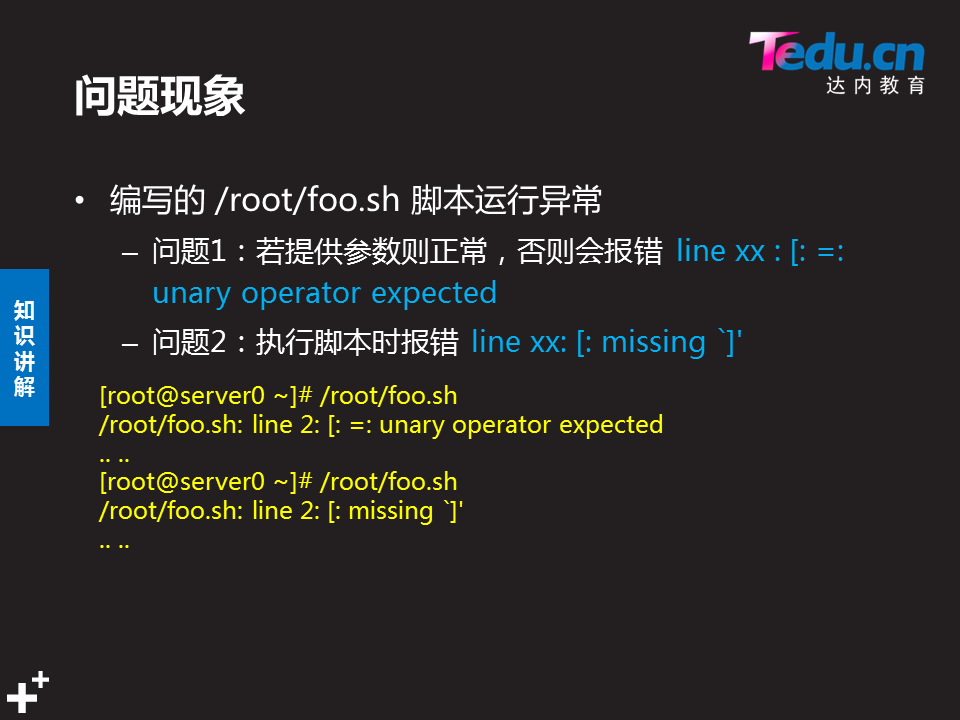 Tedu.cn
达内教育
问题现象
• 编写的 /root/foo.sh 脚本运行异常
– 问题1：若提供参数则正常，否则会报错 line xx : [: =:
unary operator expected
– 问题2：执行脚本时报错 line xx: [: missing `]'
知识讲解
[root@server0 ~]# /root/foo.sh
/root/foo.sh: line 2: [: =: unary operator expected
.. ..
[root@server0 ~]# /root/foo.sh
/root/foo.sh: line 2: [: missing `]'
.. ..